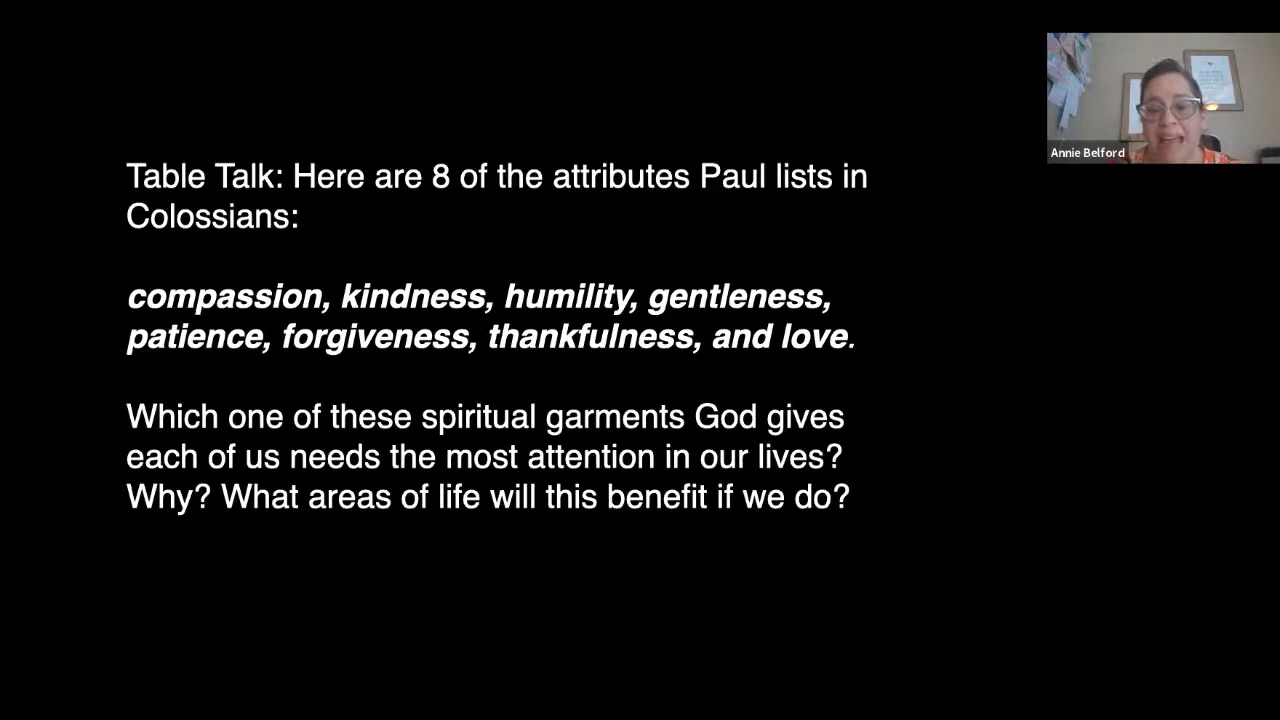 Table Talk: Here are 8 of the attributes Paul lists in
Colossians:
compassion, kindness, humility, gentleness,
patience, forgiveness, thankfulness, and love.
Which one of these spiritual garments God gives
each of us needs the most attention in our lives?
Why? What areas of life will this benefit if we do?
Annie Belford